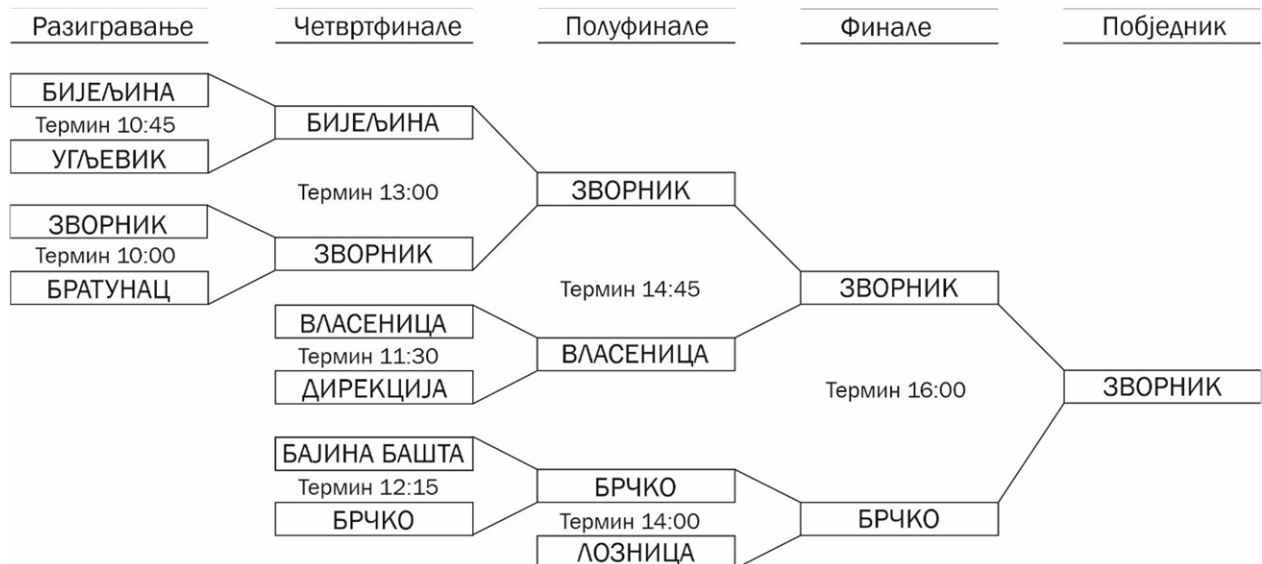 Разигравање
Четвртфинале
Полуфинале
Финале
Побједник
БИЈЕЉИНА
Термин 10:45
УГЉЕВИК
ЗВОРНИК
Термин 10:00
БРАТУНАЦ
БИЈЕЉИНА
Термин 13:00
ЗВОРНИК
ВЛАСЕНИЦА
Термин 11:30
ДИРЕКЦИЈА
БАЈИНА БАШТА
Термин 12:15
БРЧКО
ЗВОРНИК
Термин 14:45
ВЛАСЕНИЦА
БРЧКО
Термин 14:00
ЛОЗНИЦА
ЗВОРНИК
Термин 16:00
БРЧКО
ЗВОРНИК